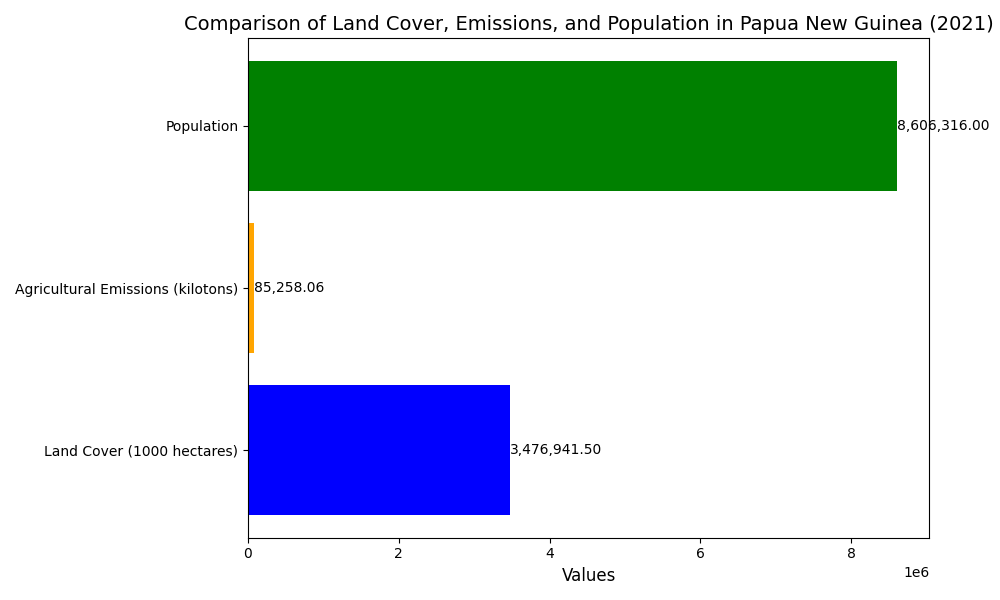 Comparison of Land Cover, Emissions, and Population in Papua New Guinea (2021)
Population
8,606,316.00
Agricultural Emissions (kilotons)
85,258.06
Land Cover (1000 hectares)
3,476,941.50
0 2 4 6 8
1e6
Values